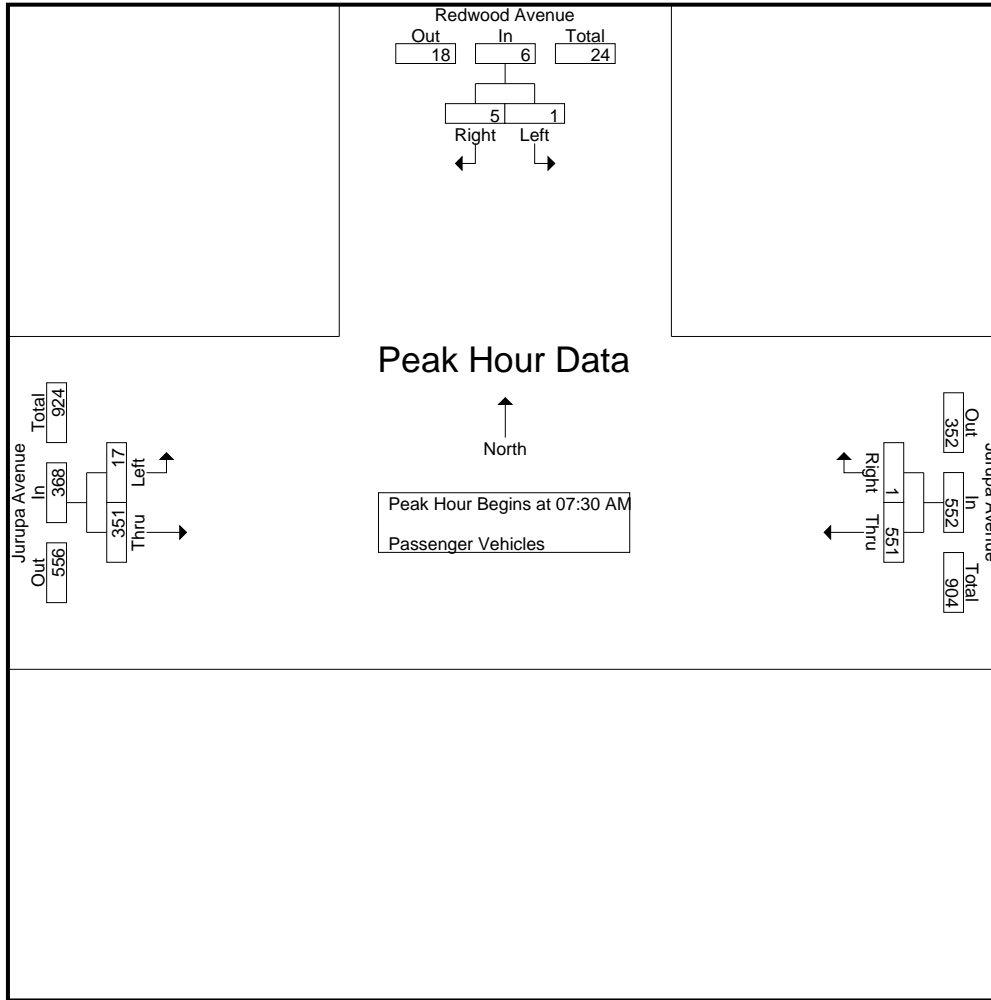 Redwood Avenue
Out In Total
18 6 24
5 1
Right Left
Peak Hour Data
North
Peak Hour Begins at 07:30 AM
Passenger Vehicles
Jurupa Avenue
Total In Out
924 368 556
17 351
Left Thru
Jurupa Avenue
Out In Total
352 552 904
1 551
Right Thru